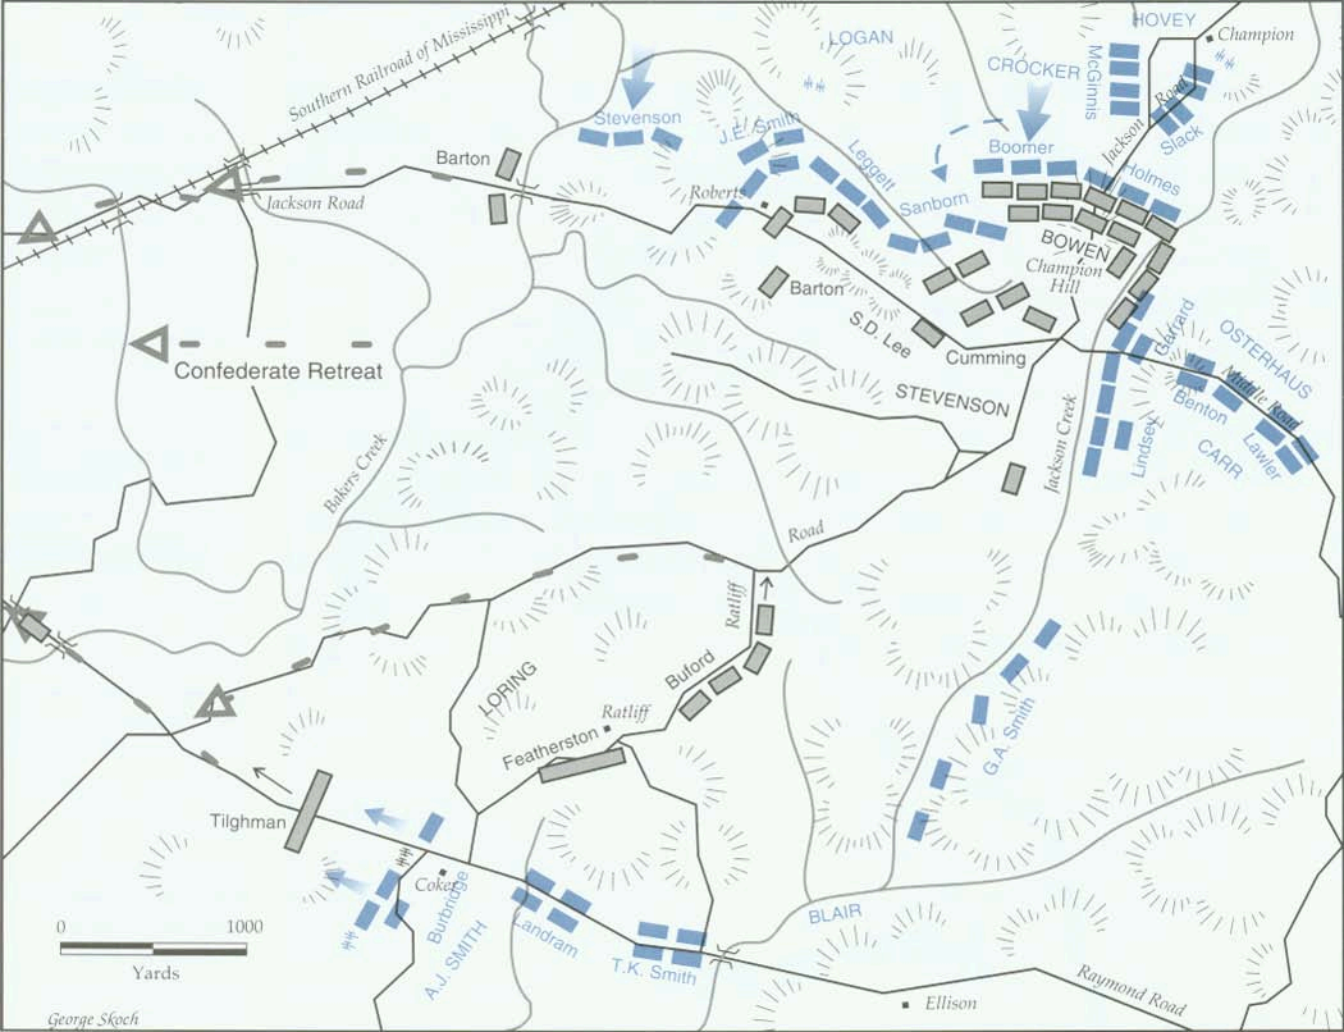 HOVEY
Champion
LOGAN
Southern Railroad of Mississippi
CROCKER
McGinnis
Jackson Road
Slack
Stevenson
J.E. Smith
Boomer
Leggett
Holmes
Barton
Roberts
Sanborn
Jackson Road
BOWEN
Champion
Hill
Barton
S.D. Lee
Cumming
Garrard
OSTERHAUS
Middle Road
Confederate Retreat
STEVENSON
Benton
Lindsey
CARR
Lawler
Jackson Creek
Bakers Creek
Road
Ratliff
LORING
Buford
Ratliff
Featherston
G.A. Smith
Tilghman
Coker
Burbridge
A.J. SMITH
Landram
T.K. Smith
BLAIR
Raymond Road
Ellison
0 1000
Yards
George Skoch